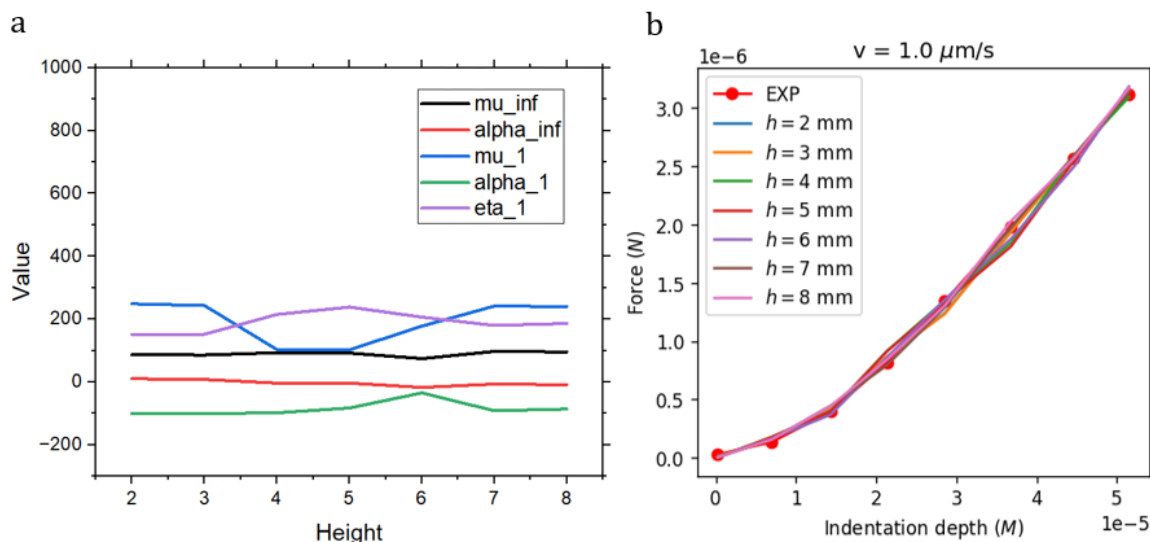 a
1000
800
600
400
200
0
−200
Value
2 3 4 5 6 7 8
Height
mu_inf
alpha_inf
mu_1
alpha_1
eta_1
b
v = 1.0 μm/s
1e−6
3.0
2.5
2.0
1.5
1.0
0.5
0.0
Force (N)
EXP
h = 2 mm
h = 3 mm
h = 4 mm
h = 5 mm
h = 6 mm
h = 7 mm
h = 8 mm
0 1 2 3 4 5
1e−5
Indentation depth (M)